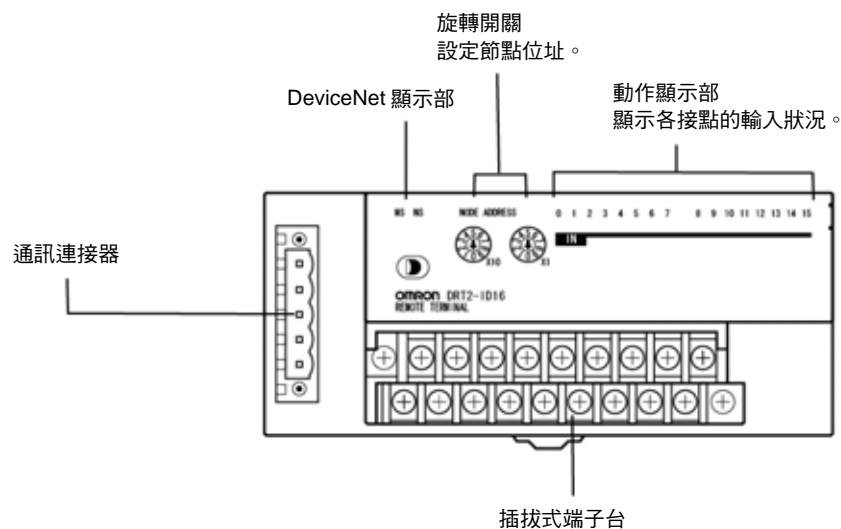 旋轉開關
設定節點位址。
DeviceNet 顯示部
動作顯示部
顯示各接點的輸入狀況。
MS NS
NODE ADDRESS
0 1 2 3 4 5 6 7 8 9 10 11 12 13 14 15
IN
X10
X1
通訊連接器
OMRON DRT2-ID16
REMOTE TERMINAL
插拔式端子台